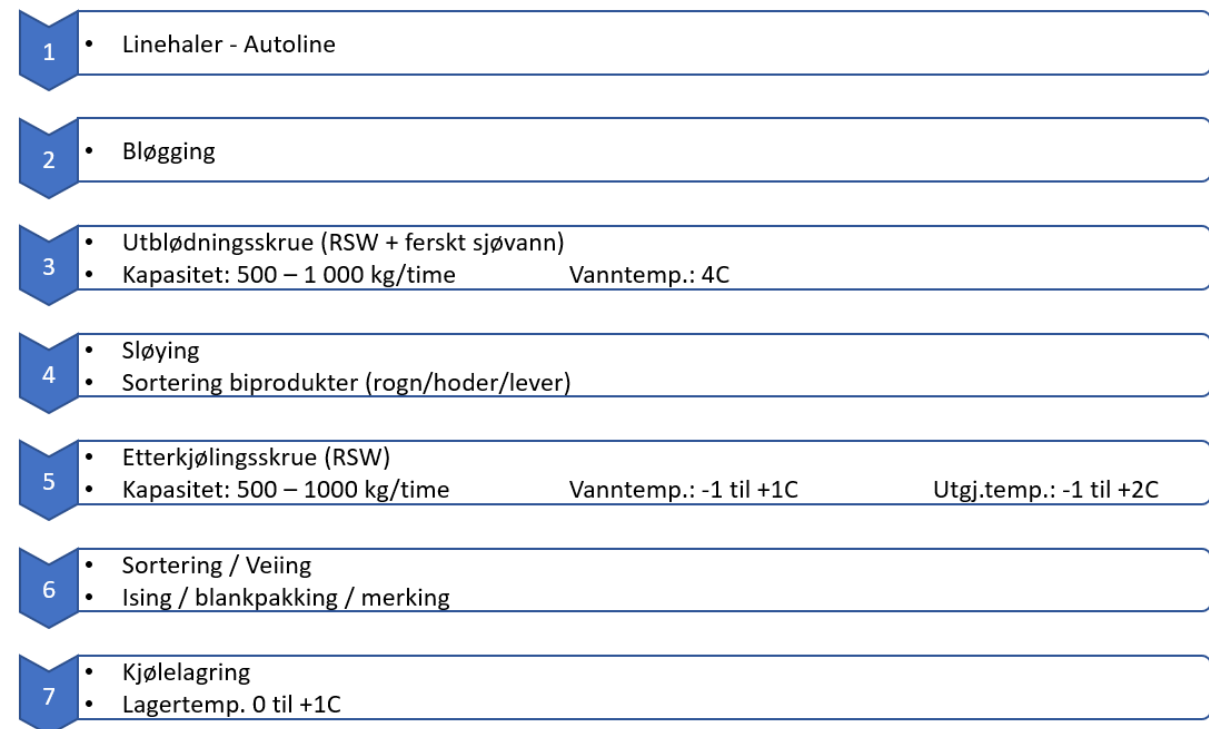 1
• Linehaler - Autoline
2
• Bløgging
3
• Utblødningsskrue (RSW + ferskt sjøvann)
• Kapasitet: 500 – 1 000 kg/time Vanntemp.: 4C
4
• Sløying
• Sortering biprodukter (rogn/hoder/lever)
5
• Etterkjølingsskrue (RSW)
• Kapasitet: 500 – 1000 kg/time Vanntemp.: -1 til +1C Utgj.temp.: -1 til +2C
6
• Sortering / Veiing
• Ising / blankpakking / merking
7
• Kjølelagring
• Lagertemp. 0 til +1C